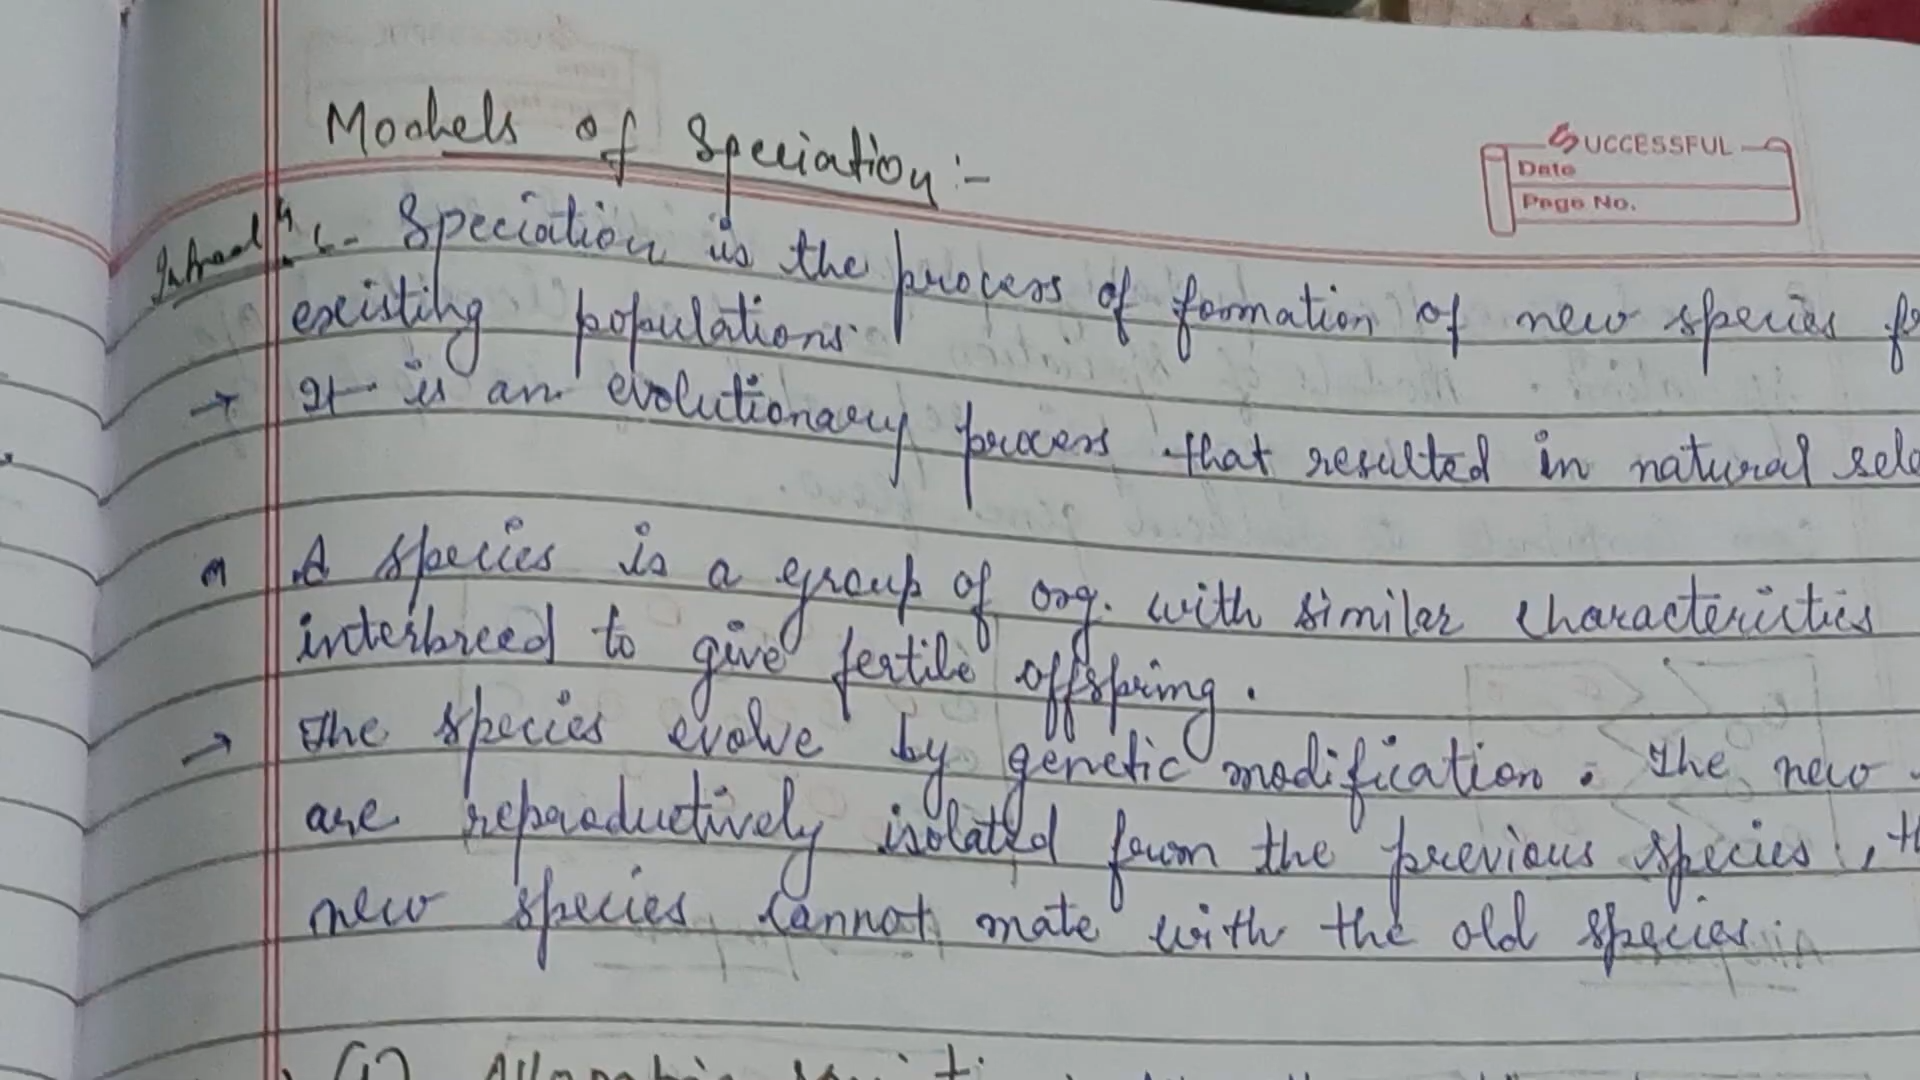 Models of Speciation :-
SUCCESSFUL
Date
Page No.
Introdⁿ :- Speciation is the process of formation of new species
existing populations.
→ It is an evolutionary process that resulted in natural
A species is a group of org. with similar characteristics
interbreed to give fertile offspring.
→ The species evolve by genetic modification. The new
are reproductively isolated from the previous species,
new species cannot mate with the old species.
(i) Allopatric